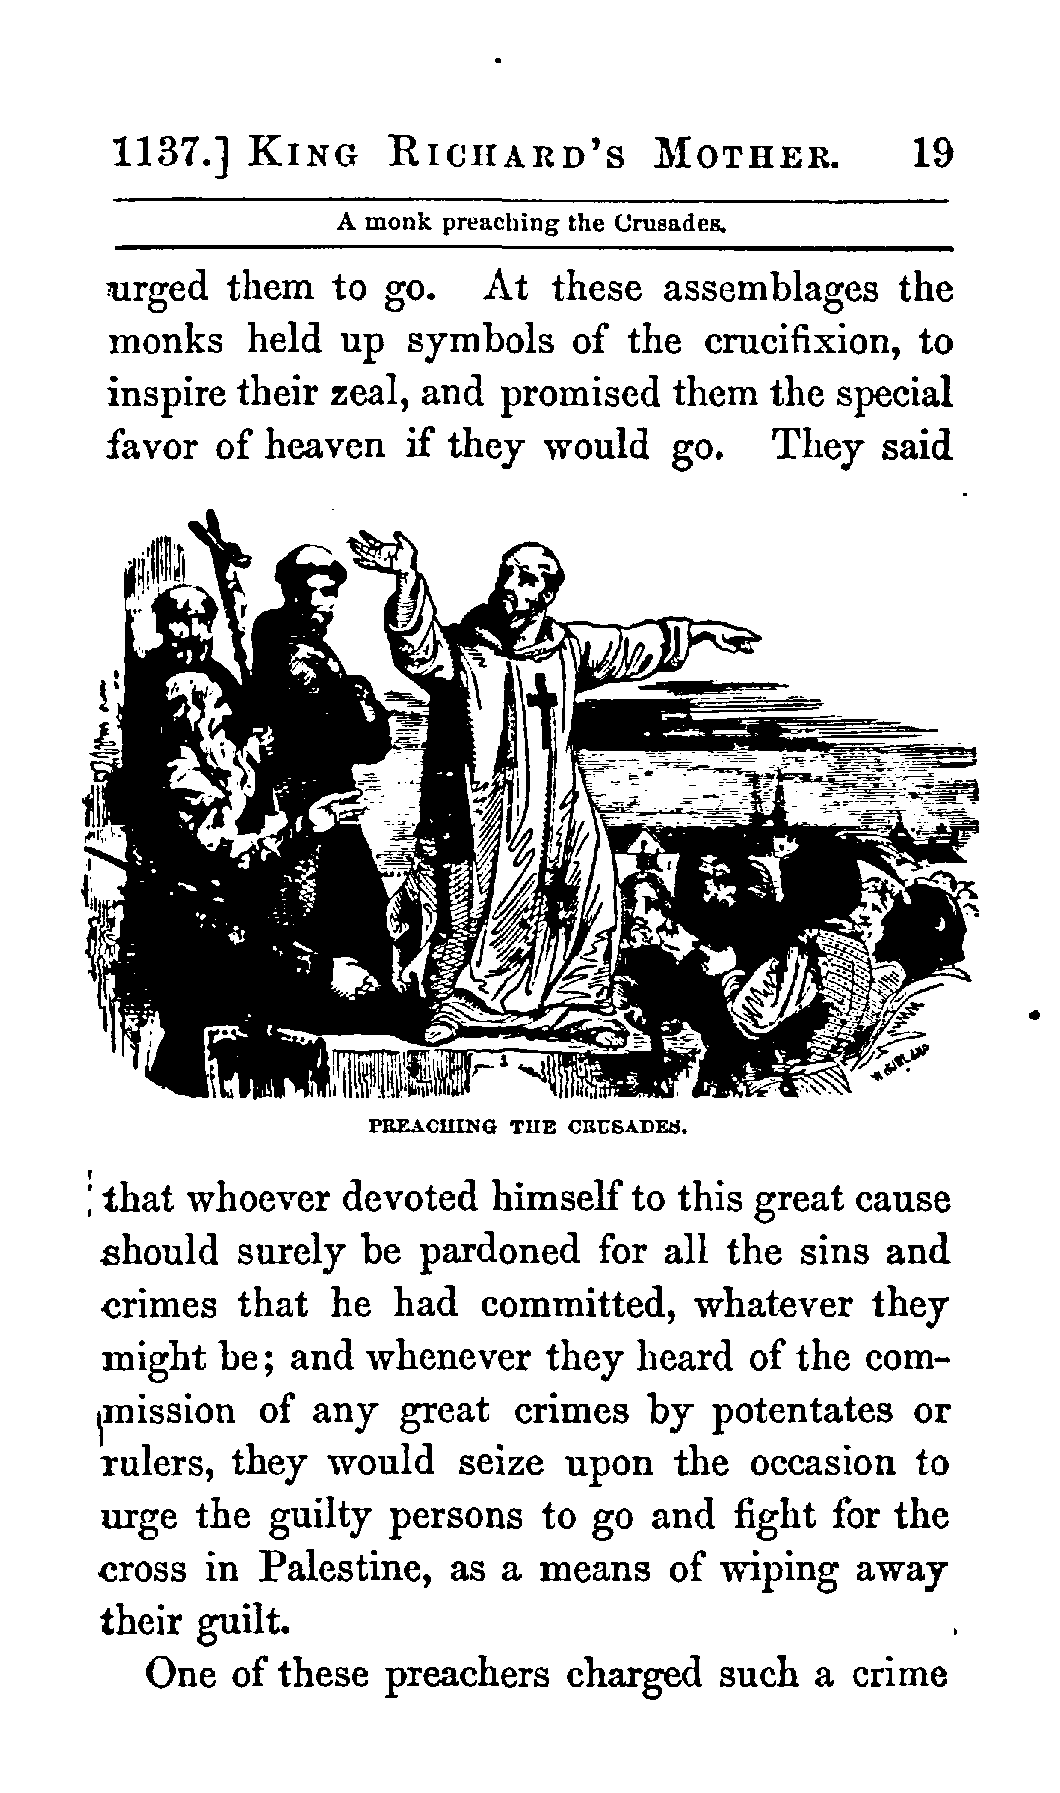 1137.] KING RICHARD'S MOTHER. 19
A monk preaching the Crusades.
urged them to go. At these assemblages the
monks held up symbols of the crucifixion, to
inspire their zeal, and promised them the special
favor of heaven if they would go. They said
PREACHING THE CRUSADES.
that whoever devoted himself to this great cause
should surely be pardoned for all the sins and
crimes that he had committed, whatever they
might be; and whenever they heard of the com-
mission of any great crimes by potentates or
rulers, they would seize upon the occasion to
urge the guilty persons to go and fight for the
cross in Palestine, as a means of wiping away
their guilt.
One of these preachers charged such a crime